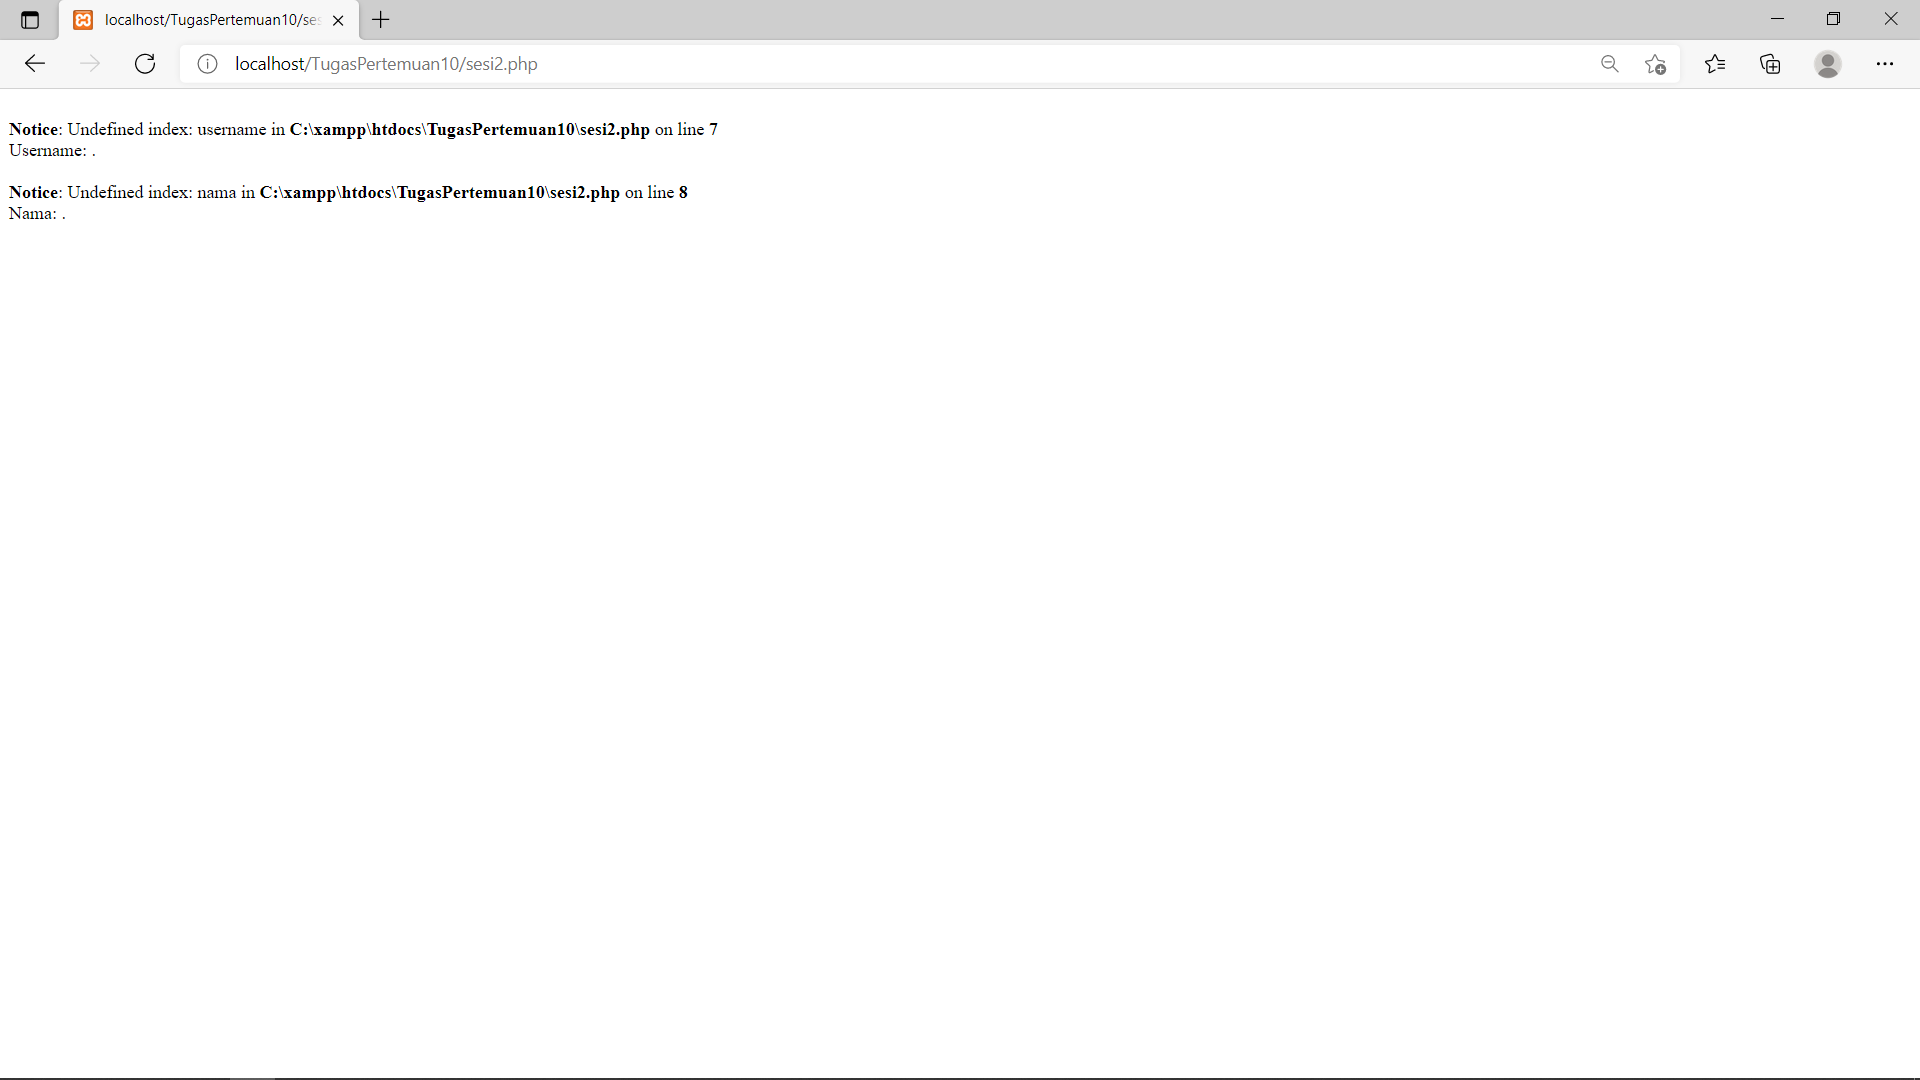 localhost/TugasPertemuan10/ses
localhost/TugasPertemuan10/sesi2.php
Notice: Undefined index: username in C:\xampp\htdocs\TugasPertemuan10\sesi2.php on line 7
Username: .
Notice: Undefined index: nama in C:\xampp\htdocs\TugasPertemuan10\sesi2.php on line 8
Nama: .